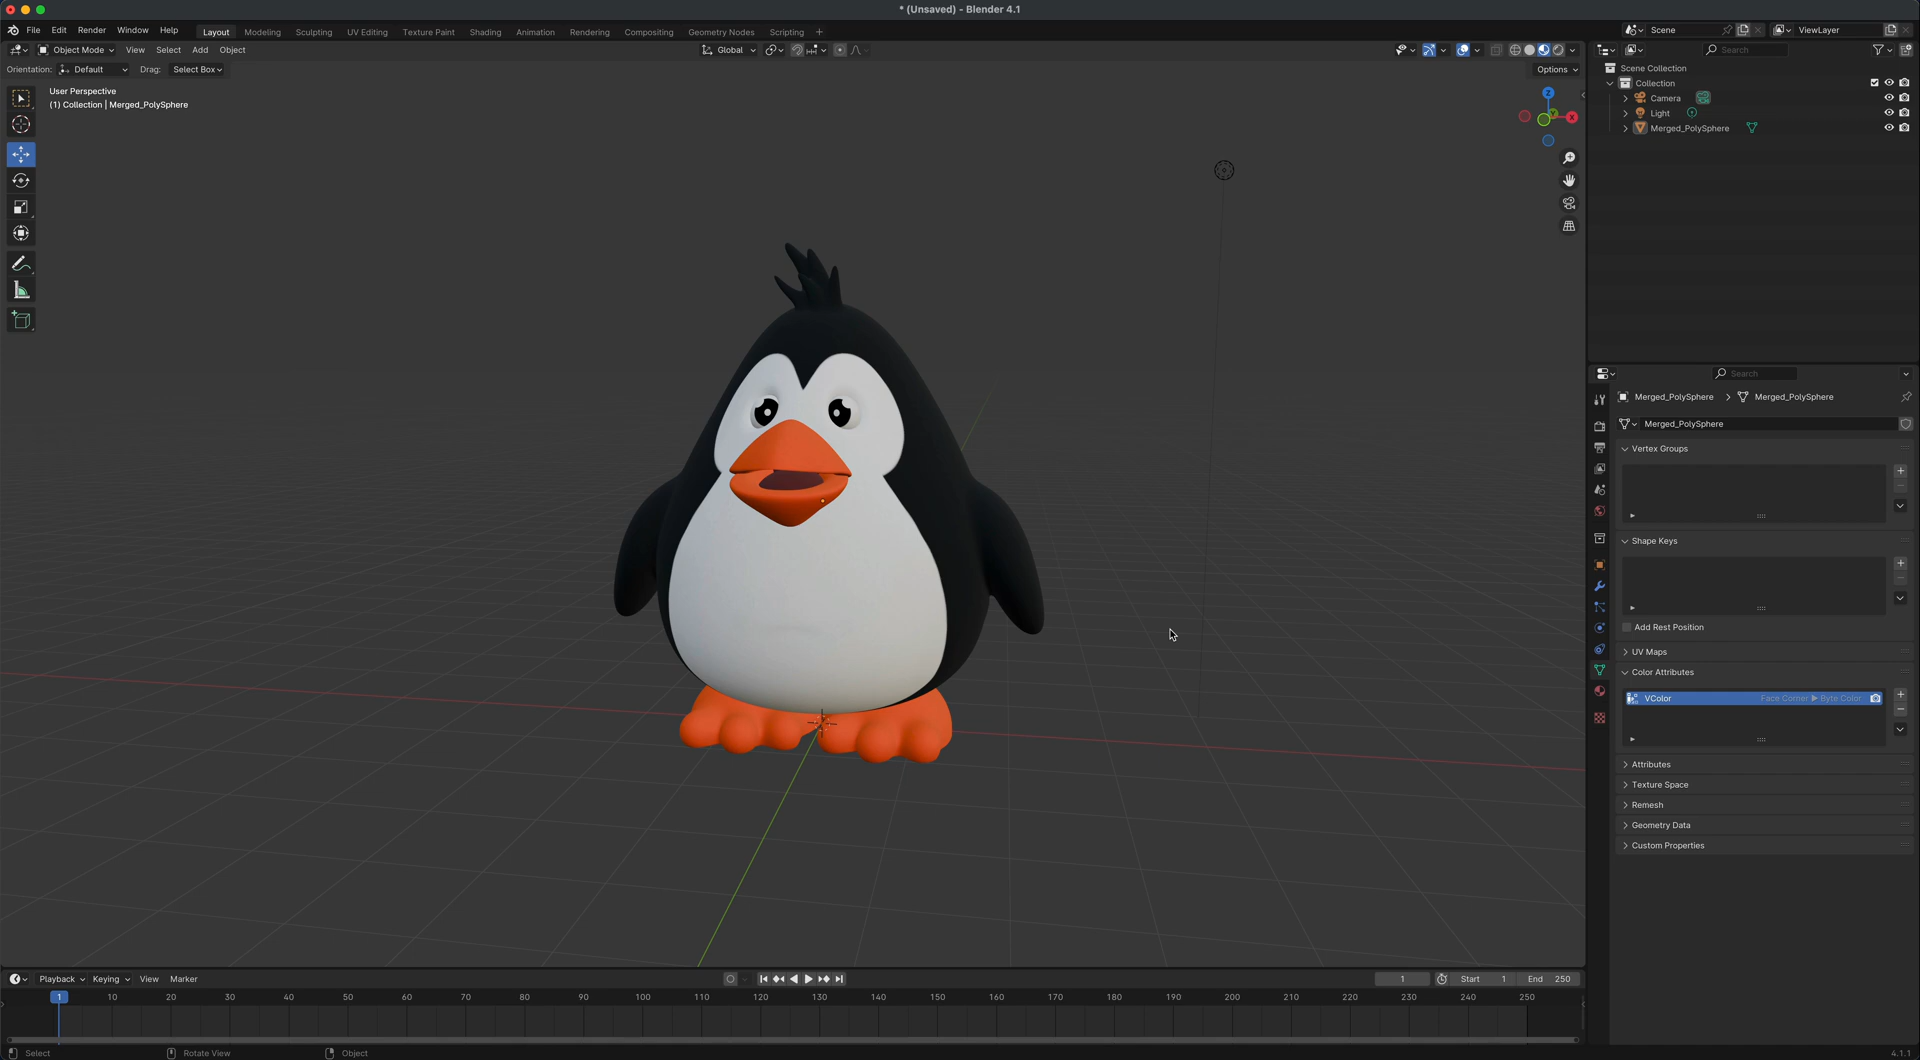 * (Unsaved) - Blender 4.1
File Edit Render Window Help Layout Modeling Sculpting UV Editing Texture Paint Shading Animation Rendering Compositing Geometry Nodes Scripting + Scene ViewLayer
Object Mode View Select Add Object Global Search
Orientation: Default Drag: Select Box Options
User Perspective
(1) Collection | Merged_PolySphere
Z
Y
X
Scene Collection
Collection
Camera
Light
Merged_PolySphere
Search
Merged_PolySphere > Merged_PolySphere
Merged_PolySphere
Vertex Groups
Shape Keys
Add Rest Position
UV Maps
Color Attributes
VColor Face Corner ▶ Byte Color
Attributes
Texture Space
Remesh
Geometry Data
Custom Properties
Playback Keying View Marker 1 Start 1 End 250
1 10 20 30 40 50 60 70 80 90 100 110 120 130 140 150 160 170 180 190 200 210 220 230 240 250
Select Rotate View Object 4.1.1